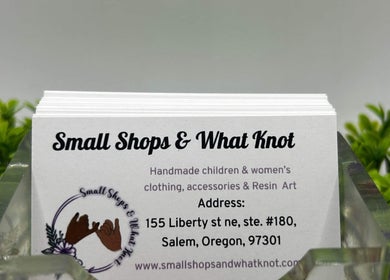 Small Shops & What Knot
Handmade children & women's
clothing, accessories & Resin Art
Address:
155 Liberty st ne, ste. #180,
Salem, Oregon, 97301
www.smallshopsandwhatknot.com
Small Shops & What Knot